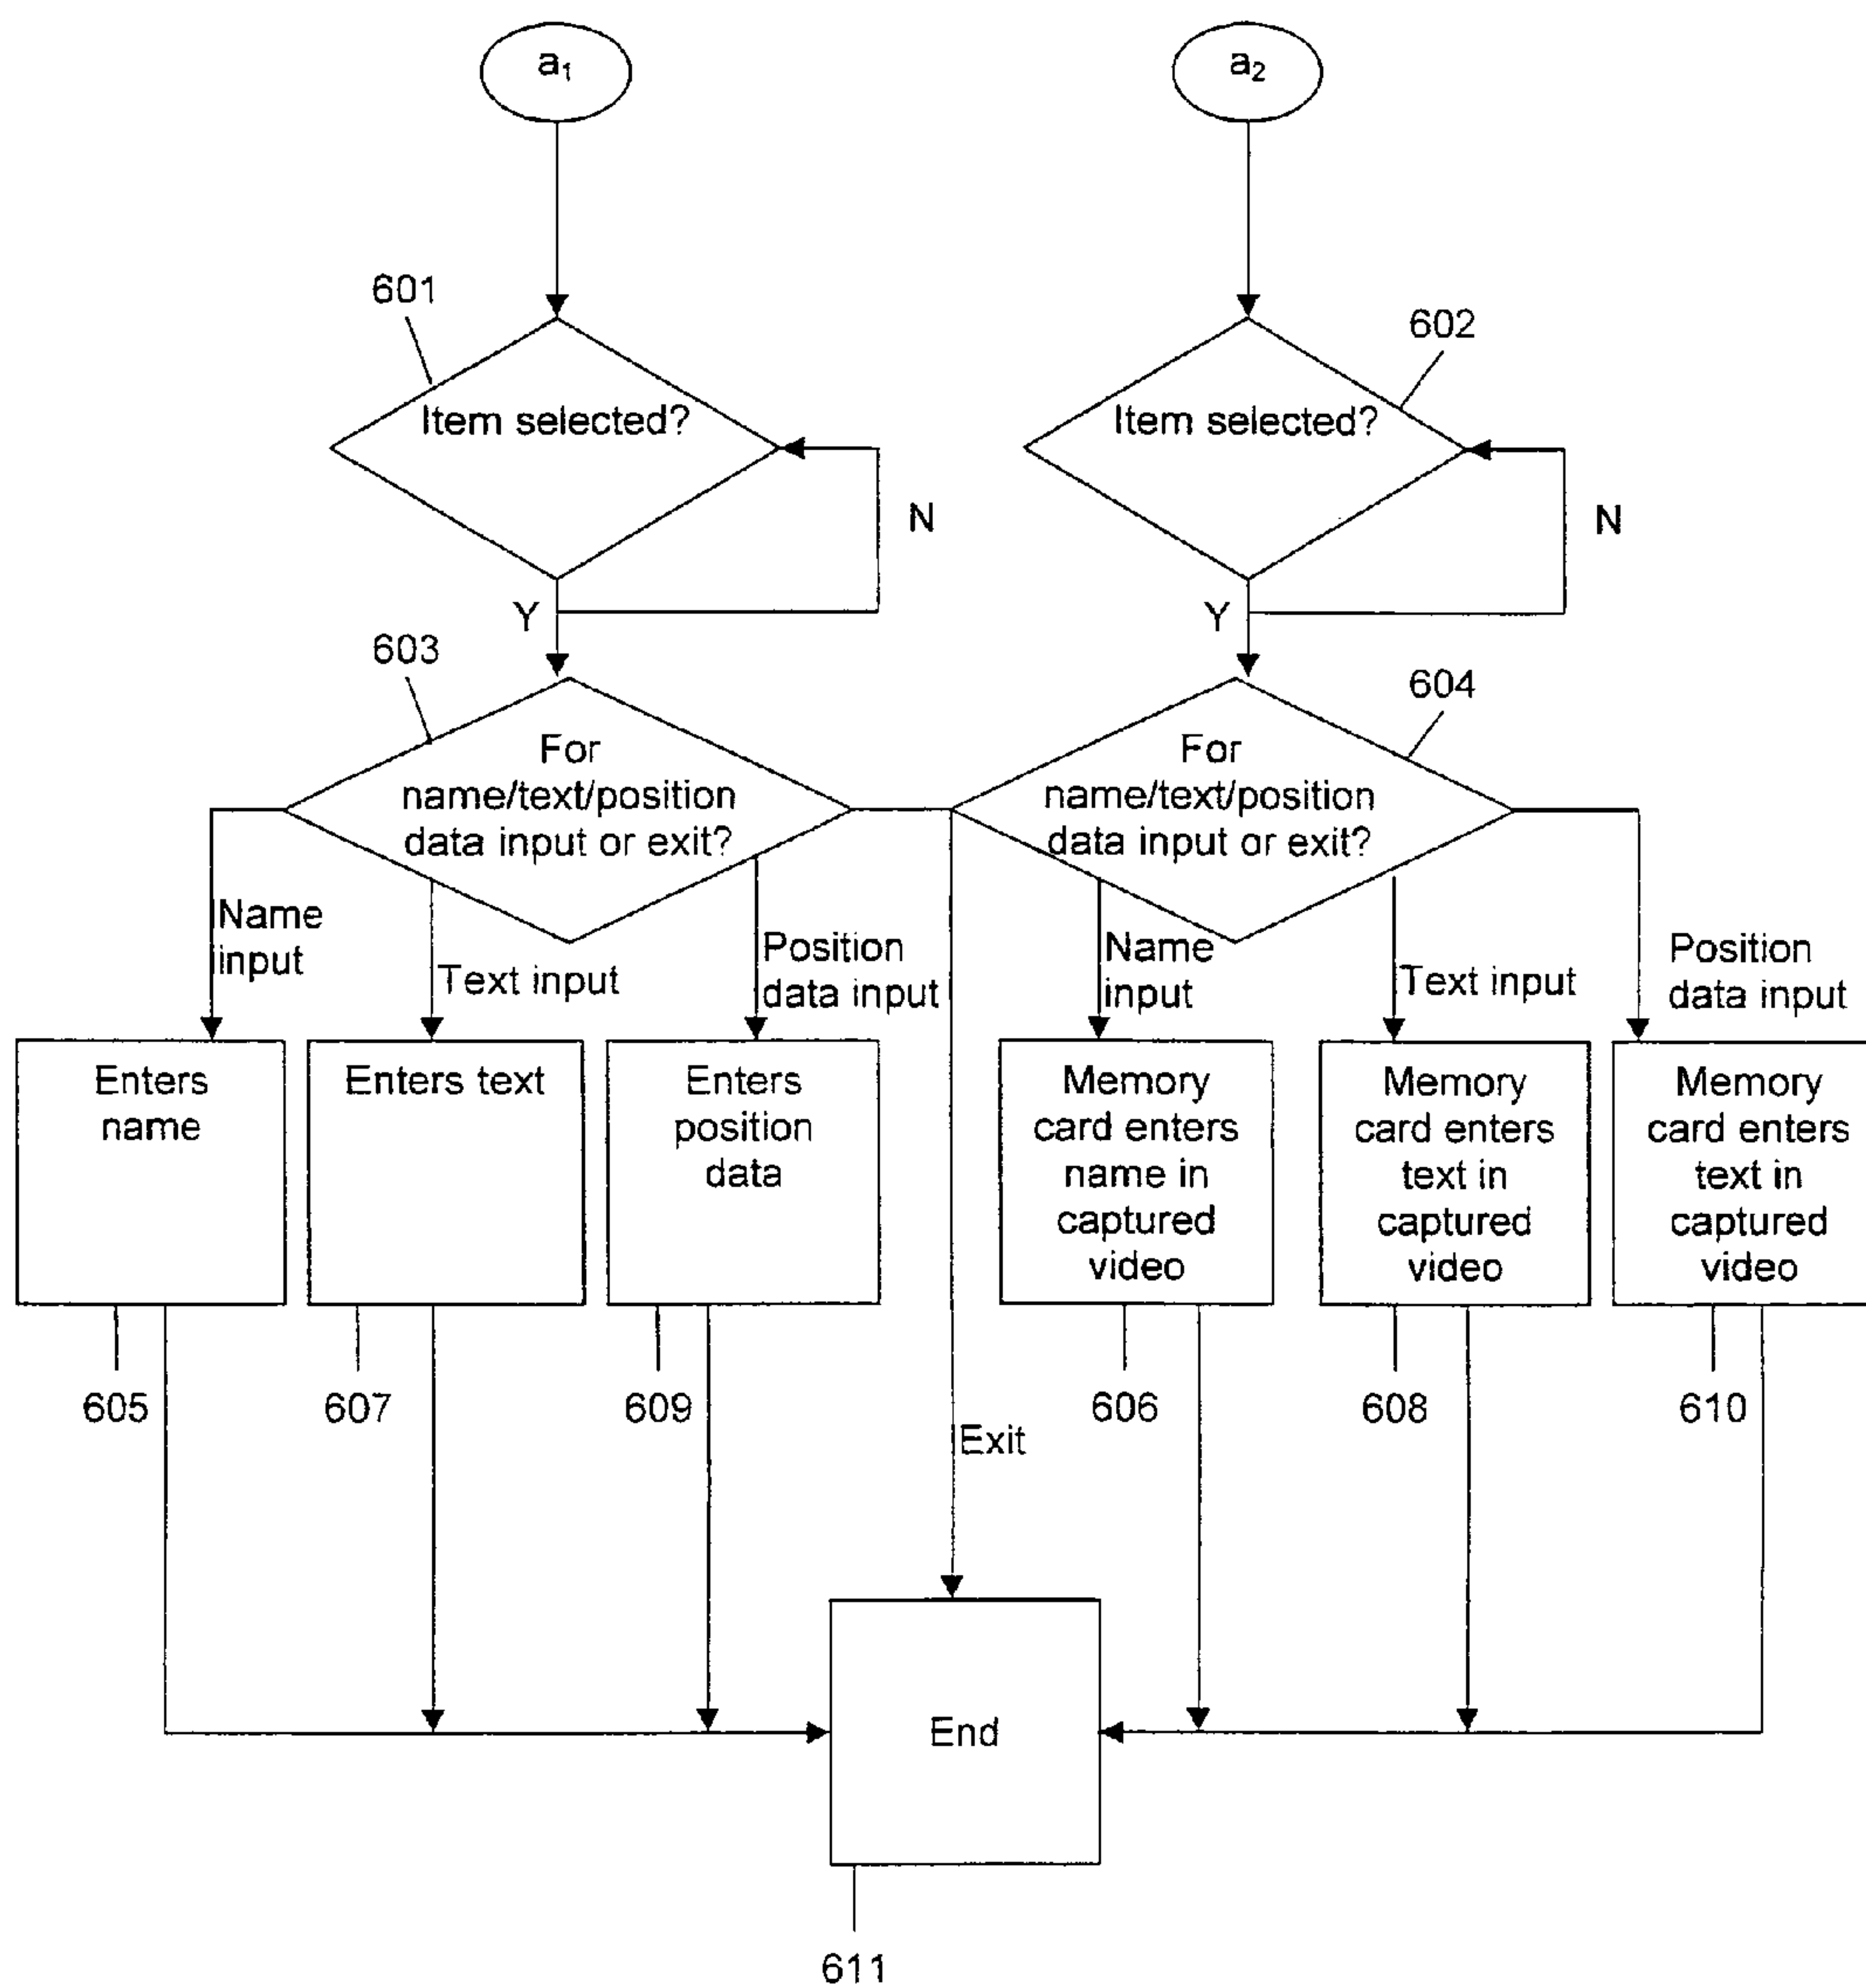 a₁
a₂
601
602
Item selected?
Item selected?
N
N
Y
Y
603
604
For
name/text/position
data input or exit?
For
name/text/position
data input or exit?
Name
input
Text input
Position
data input
Name
input
Text input
Position
data input
Enters
name
Enters text
Enters
position
data
Memory
card enters
name in
captured
video
Memory
card enters
text in
captured
video
Memory
card enters
text in
captured
video
605
607
609
606
608
610
Exit
End
611